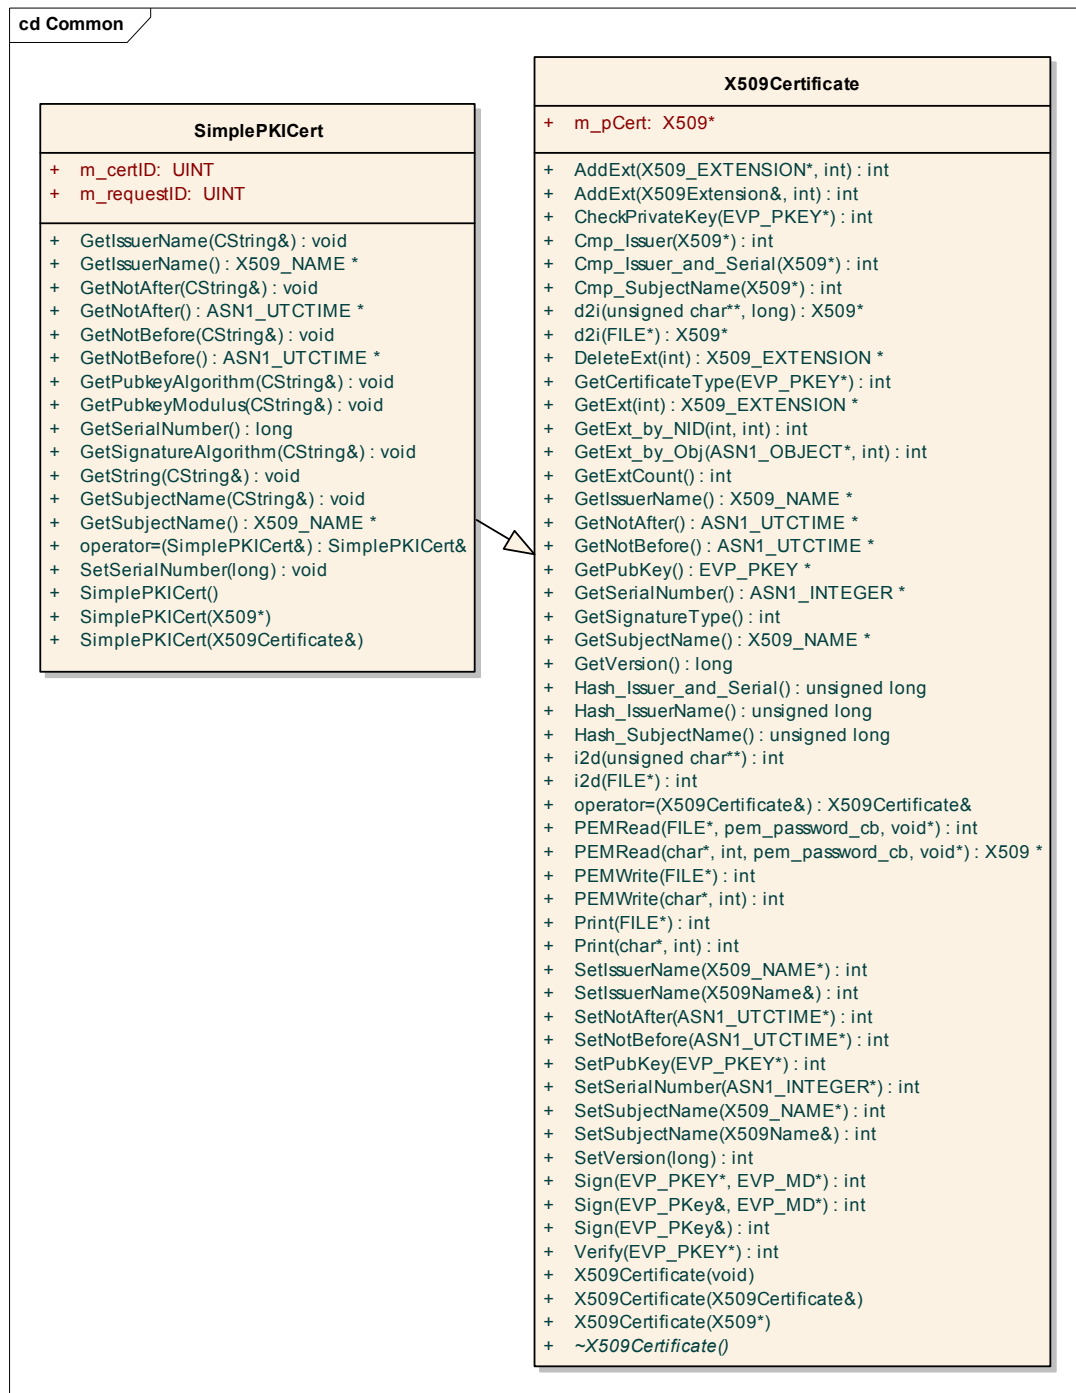 cd Common
SimplePKICert
+ m_certID: UINT
+ m_requestID: UINT
+ GetIssuerName(CString&) : void
+ GetIssuerName() : X509_NAME *
+ GetNotAfter(CString&) : void
+ GetNotAfter() : ASN1_UTCTIME *
+ GetNotBefore(CString&) : void
+ GetNotBefore() : ASN1_UTCTIME *
+ GetPubkeyAlgorithm(CString&) : void
+ GetPubkeyModulus(CString&) : void
+ GetSerialNumber() : long
+ GetSignatureAlgorithm(CString&) : void
+ GetString(CString&) : void
+ GetSubjectName(CString&) : void
+ GetSubjectName() : X509_NAME *
+ operator=(SimplePKICert&) : SimplePKICert&
+ SetSerialNumber(long) : void
+ SimplePKICert()
+ SimplePKICert(X509*)
+ SimplePKICert(X509Certificate&)
X509Certificate
+ m_pCert: X509*
+ AddExt(X509_EXTENSION*, int) : int
+ AddExt(X509Extension&, int) : int
+ CheckPrivateKey(EVP_PKEY*) : int
+ Cmp_Issuer(X509*) : int
+ Cmp_Issuer_and_Serial(X509*) : int
+ Cmp_SubjectName(X509*) : int
+ d2i(unsigned char**, long) : X509*
+ d2i(FILE*) : X509*
+ DeleteExt(int) : X509_EXTENSION *
+ GetCertificateType(EVP_PKEY*) : int
+ GetExt(int) : X509_EXTENSION *
+ GetExt_by_NID(int, int) : int
+ GetExt_by_Obj(ASN1_OBJECT*, int) : int
+ GetExtCount() : int
+ GetIssuerName() : X509_NAME *
+ GetNotAfter() : ASN1_UTCTIME *
+ GetNotBefore() : ASN1_UTCTIME *
+ GetPubKey() : EVP_PKEY *
+ GetSerialNumber() : ASN1_INTEGER *
+ GetSignatureType() : int
+ GetSubjectName() : X509_NAME *
+ GetVersion() : long
+ Hash_Issuer_and_Serial() : unsigned long
+ Hash_IssuerName() : unsigned long
+ Hash_SubjectName() : unsigned long
+ i2d(unsigned char**) : int
+ i2d(FILE*) : int
+ operator=(X509Certificate&) : X509Certificate&
+ PEMRead(FILE*, pem_password_cb, void*) : int
+ PEMRead(char*, int, pem_password_cb, void*) : X509 *
+ PEMWrite(FILE*) : int
+ PEMWrite(char*, int) : int
+ Print(FILE*) : int
+ Print(char*, int) : int
+ SetIssuerName(X509_NAME*) : int
+ SetIssuerName(X509Name&) : int
+ SetNotAfter(ASN1_UTCTIME*) : int
+ SetNotBefore(ASN1_UTCTIME*) : int
+ SetPubKey(EVP_PKEY*) : int
+ SetSerialNumber(ASN1_INTEGER*) : int
+ SetSubjectName(X509_NAME*) : int
+ SetSubjectName(X509Name&) : int
+ SetVersion(long) : int
+ Sign(EVP_PKEY*, EVP_MD*) : int
+ Sign(EVP_PKey&, EVP_MD*) : int
+ Sign(EVP_PKey&) : int
+ Verify(EVP_PKEY*) : int
+ X509Certificate(void)
+ X509Certificate(X509Certificate&)
+ X509Certificate(X509*)
+ ~X509Certificate()